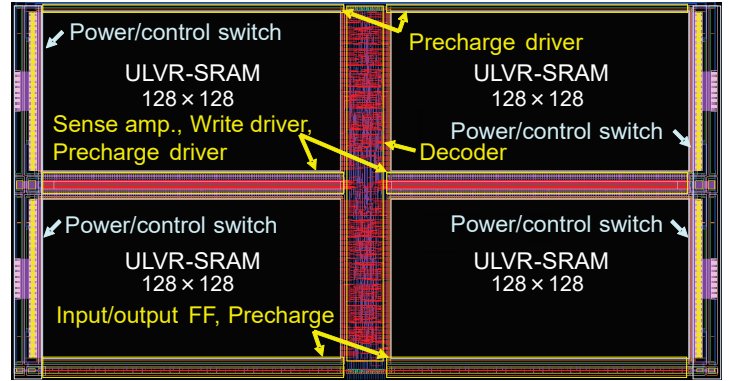 Power/control switch
Precharge driver
ULVR-SRAM
128 × 128
ULVR-SRAM
128 × 128
Sense amp., Write driver,
Precharge driver
Power/control switch
Decoder
Power/control switch
Power/control switch
ULVR-SRAM
128 × 128
ULVR-SRAM
128 × 128
Input/output FF, Precharge